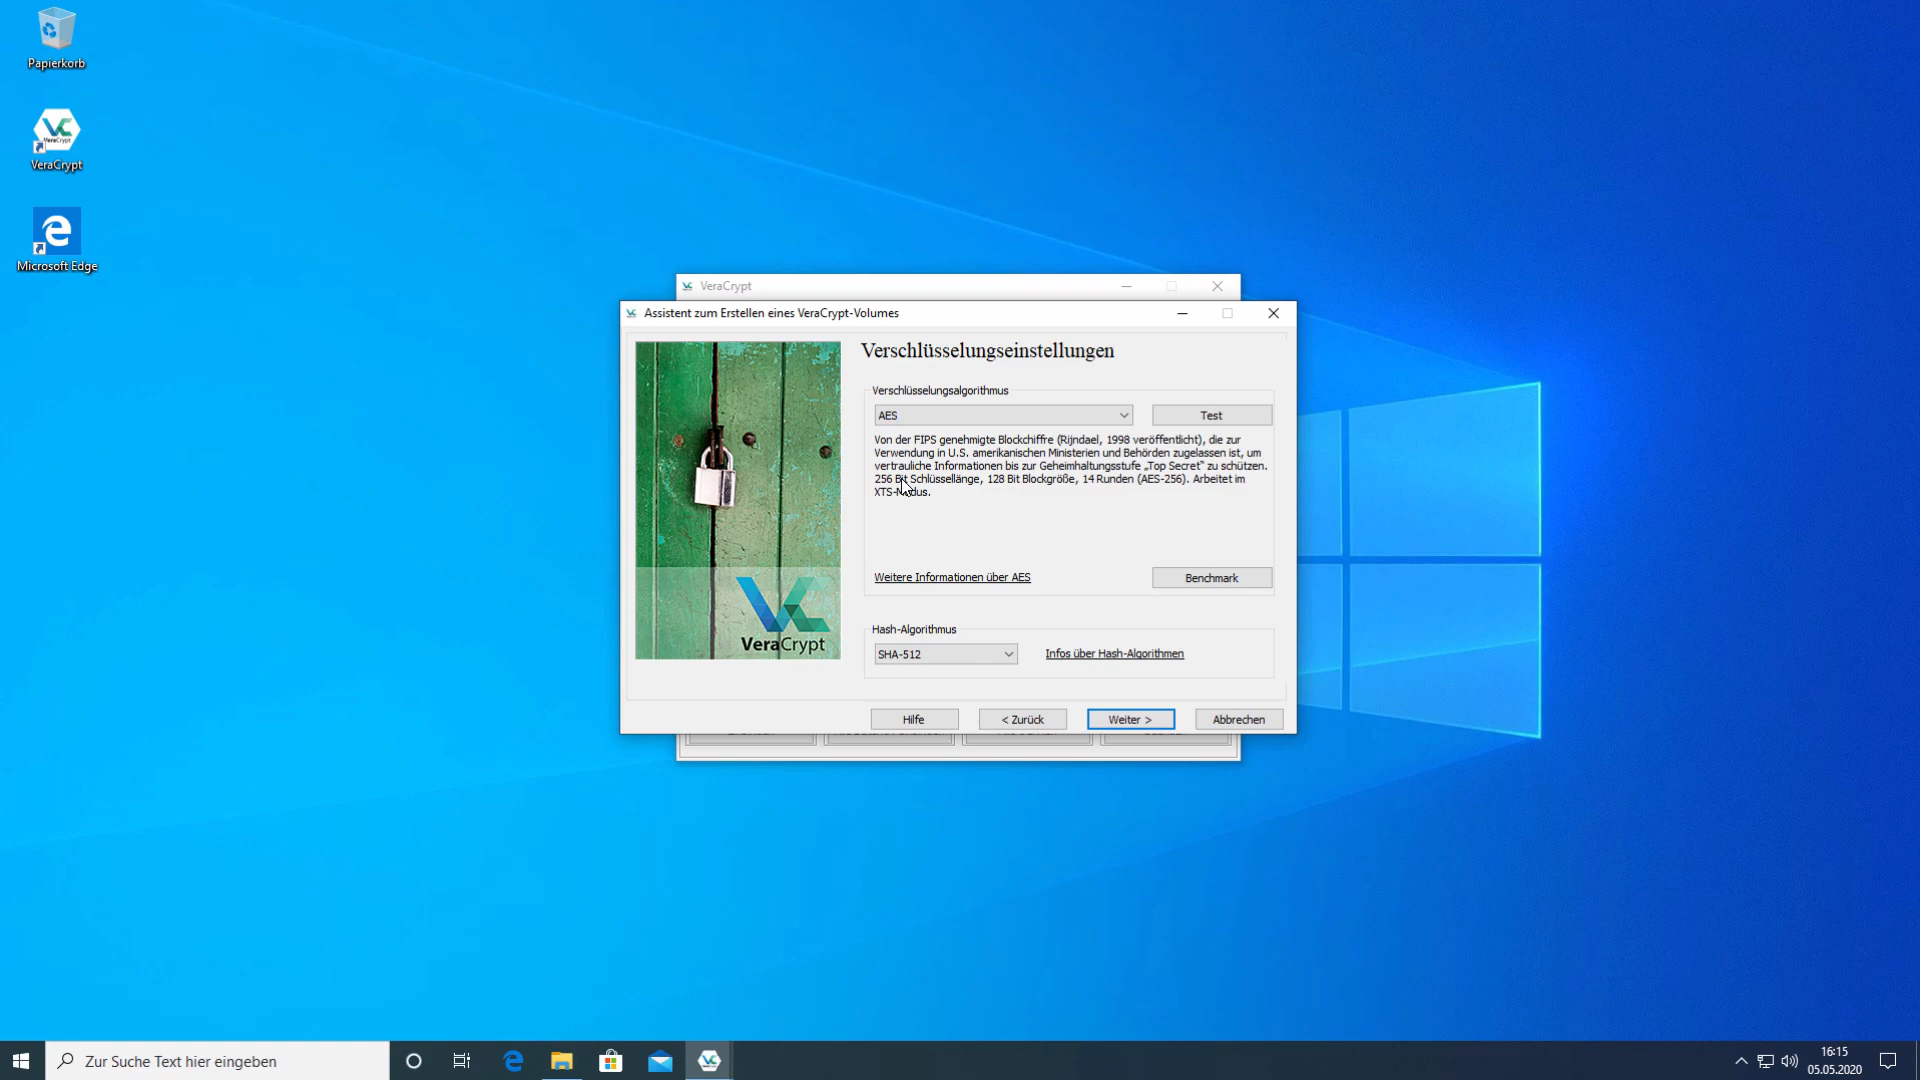 Papierkorb
VeraCrypt
VeraCrypt
Microsoft Edge
VeraCrypt
Assistent zum Erstellen eines VeraCrypt-Volumes
Verschlüsselungseinstellungen
Verschlüsselungsalgorithmus
AES
Test
Von der FIPS genehmigte Blockchiffre (Rijndael, 1998 veröffentlicht), die zur
Verwendung in U.S. amerikanischen Ministerien und Behörden zugelassen ist, um
vertrauliche Informationen bis zur Geheimhaltungsstufe „Top Secret“ zu schützen.
256 Bit Schlüssellänge, 128 Bit Blockgröße, 14 Runden (AES-256). Arbeitet im
XTS-Modus.
Weitere Informationen über AES
Benchmark
VeraCrypt
Hash-Algorithmus
SHA-512
Infos über Hash-Algorithmen
Hilfe
< Zurück
Weiter >
Abbrechen
Zur Suche Text hier eingeben
16:15
05.05.2020